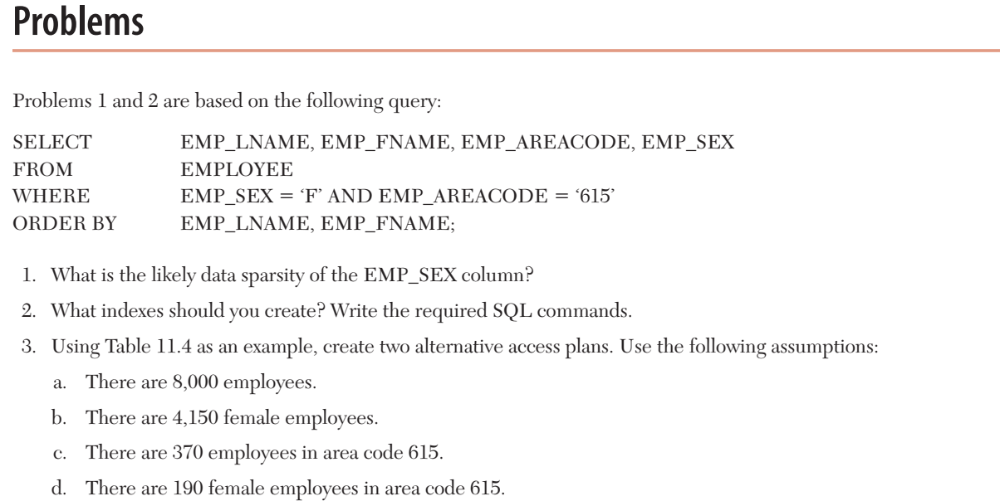 Problems
Problems 1 and 2 are based on the following query:
SELECT EMP_LNAME, EMP_FNAME, EMP_AREACODE, EMP_SEX
FROM EMPLOYEE
WHERE EMP_SEX = ‘F’ AND EMP_AREACODE = ‘615’
ORDER BY EMP_LNAME, EMP_FNAME;
1. What is the likely data sparsity of the EMP_SEX column?
2. What indexes should you create? Write the required SQL commands.
3. Using Table 11.4 as an example, create two alternative access plans. Use the following assumptions:
a. There are 8,000 employees.
b. There are 4,150 female employees.
c. There are 370 employees in area code 615.
d. There are 190 female employees in area code 615.